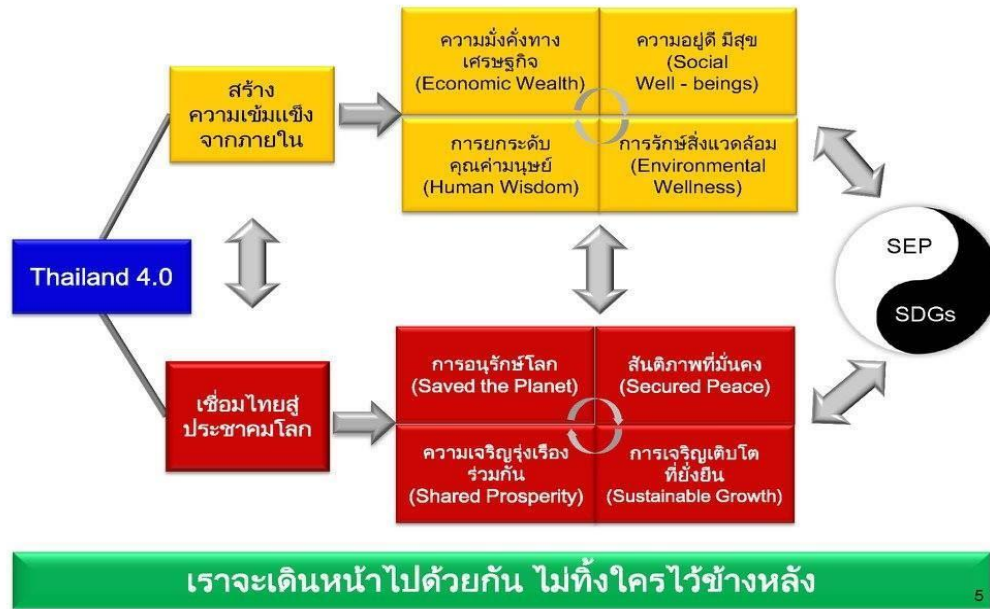 Thailand 4.0
สร้าง
ความเข้มแข็ง
จากภายใน
ความมั่งคั่งทาง
เศรษฐกิจ
(Economic Wealth)
ความอยู่ดี มีสุข
(Social
Well - beings)
การยกระดับ
คุณค่ามนุษย์
(Human Wisdom)
การรักษ์สิ่งแวดล้อม
(Environmental
Wellness)
เชื่อมไทยสู่
ประชาคมโลก
การอนุรักษ์โลก
(Saved the Planet)
สันติภาพที่มั่นคง
(Secured Peace)
ความเจริญรุ่งเรือง
ร่วมกัน
(Shared Prosperity)
การเจริญเติบโต
ที่ยั่งยืน
(Sustainable Growth)
SEP
SDGs
เราจะเดินหน้าไปด้วยกัน ไม่ทิ้งใครไว้ข้างหลัง
5